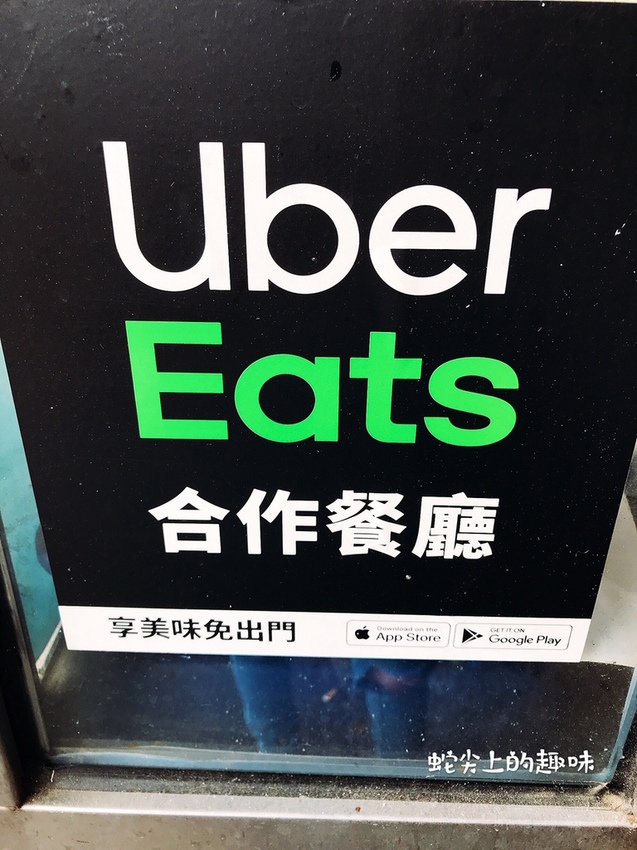 Uber
Eats
合作餐廳
享美味免出門
Download on the
App Store
GET IT ON
Google Play
蛇尖上的趣味